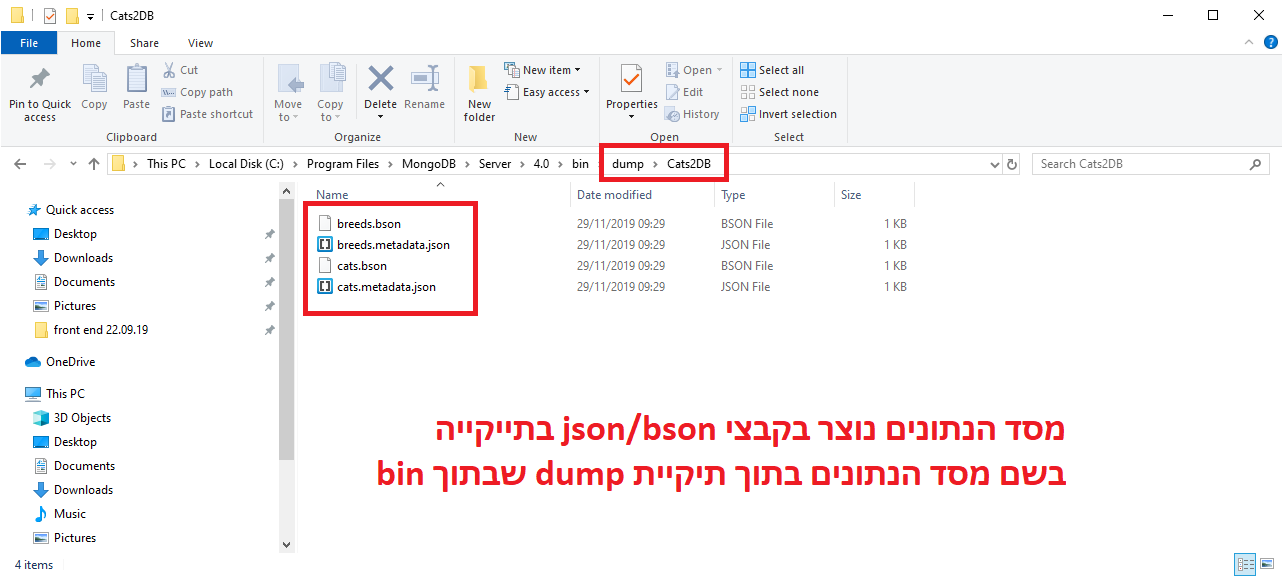 Cats2DB
File Home Share View
Pin to Quick access
Copy
Paste
Cut
Copy path
Paste shortcut
Clipboard
Move to
Copy to
Delete
Rename
Organize
New folder
New item
Easy access
New
Properties
Open
Edit
History
Open
Select all
Select none
Invert selection
Select
This PC > Local Disk (C:) > Program Files > MongoDB > Server > 4.0 > bin > dump > Cats2DB
Search Cats2DB
Name Date modified Type Size
breeds.bson 29/11/2019 09:29 BSON File 1 KB
breeds.metadata.json 29/11/2019 09:29 JSON File 1 KB
cats.bson 29/11/2019 09:29 BSON File 1 KB
cats.metadata.json 29/11/2019 09:29 JSON File 1 KB
Quick access
Desktop
Downloads
Documents
Pictures
front end 22.09.19
OneDrive
This PC
3D Objects
Desktop
Documents
Downloads
Music
Pictures
מסד הנתונים נוצר בקבצי json/bson בתייקייה
בשם מסד הנתונים בתוך תיקיית dump שבתוך bin
4 items